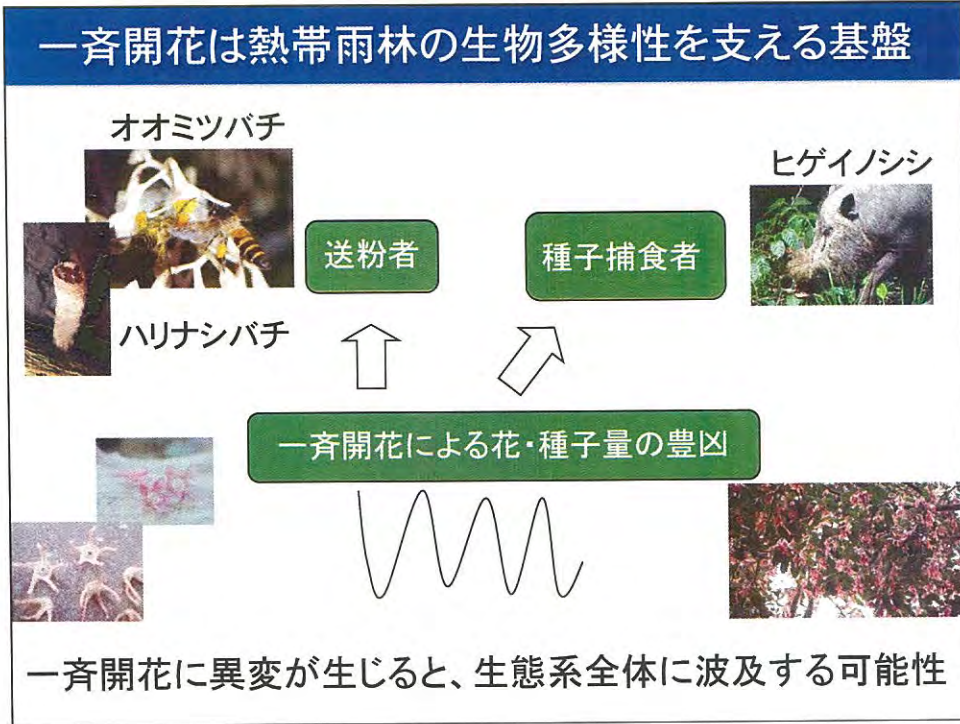 一斉開花は熱帯雨林の生物多様性を支える基盤
オオミツバチ
ヒゲイノシシ
送粉者
種子捕食者
ハリナシバチ
一斉開花による花・種子量の豊凶
一斉開花に異変が生じると、生態系全体に波及する可能性